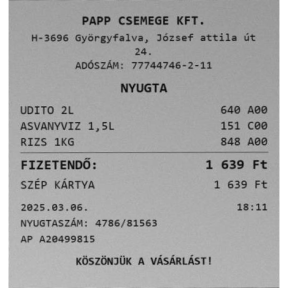 PAPP CSEMEGE KFT.
H-3696 Györgyfalva, József attila út
24.
ADÓSZÁM: 77744746-2-11
NYUGTA
UDITO 2L 640 A00
ASVANYVIZ 1,5L 151 C00
RIZS 1KG 848 A00
FIZETENDŐ: 1 639 Ft
SZÉP KÁRTYA 1 639 Ft
2025.03.06. 18:11
NYUGTASZÁM: 4786/81563
AP A20499815
KÖSZÖNJÜK A VÁSÁRLÁST!